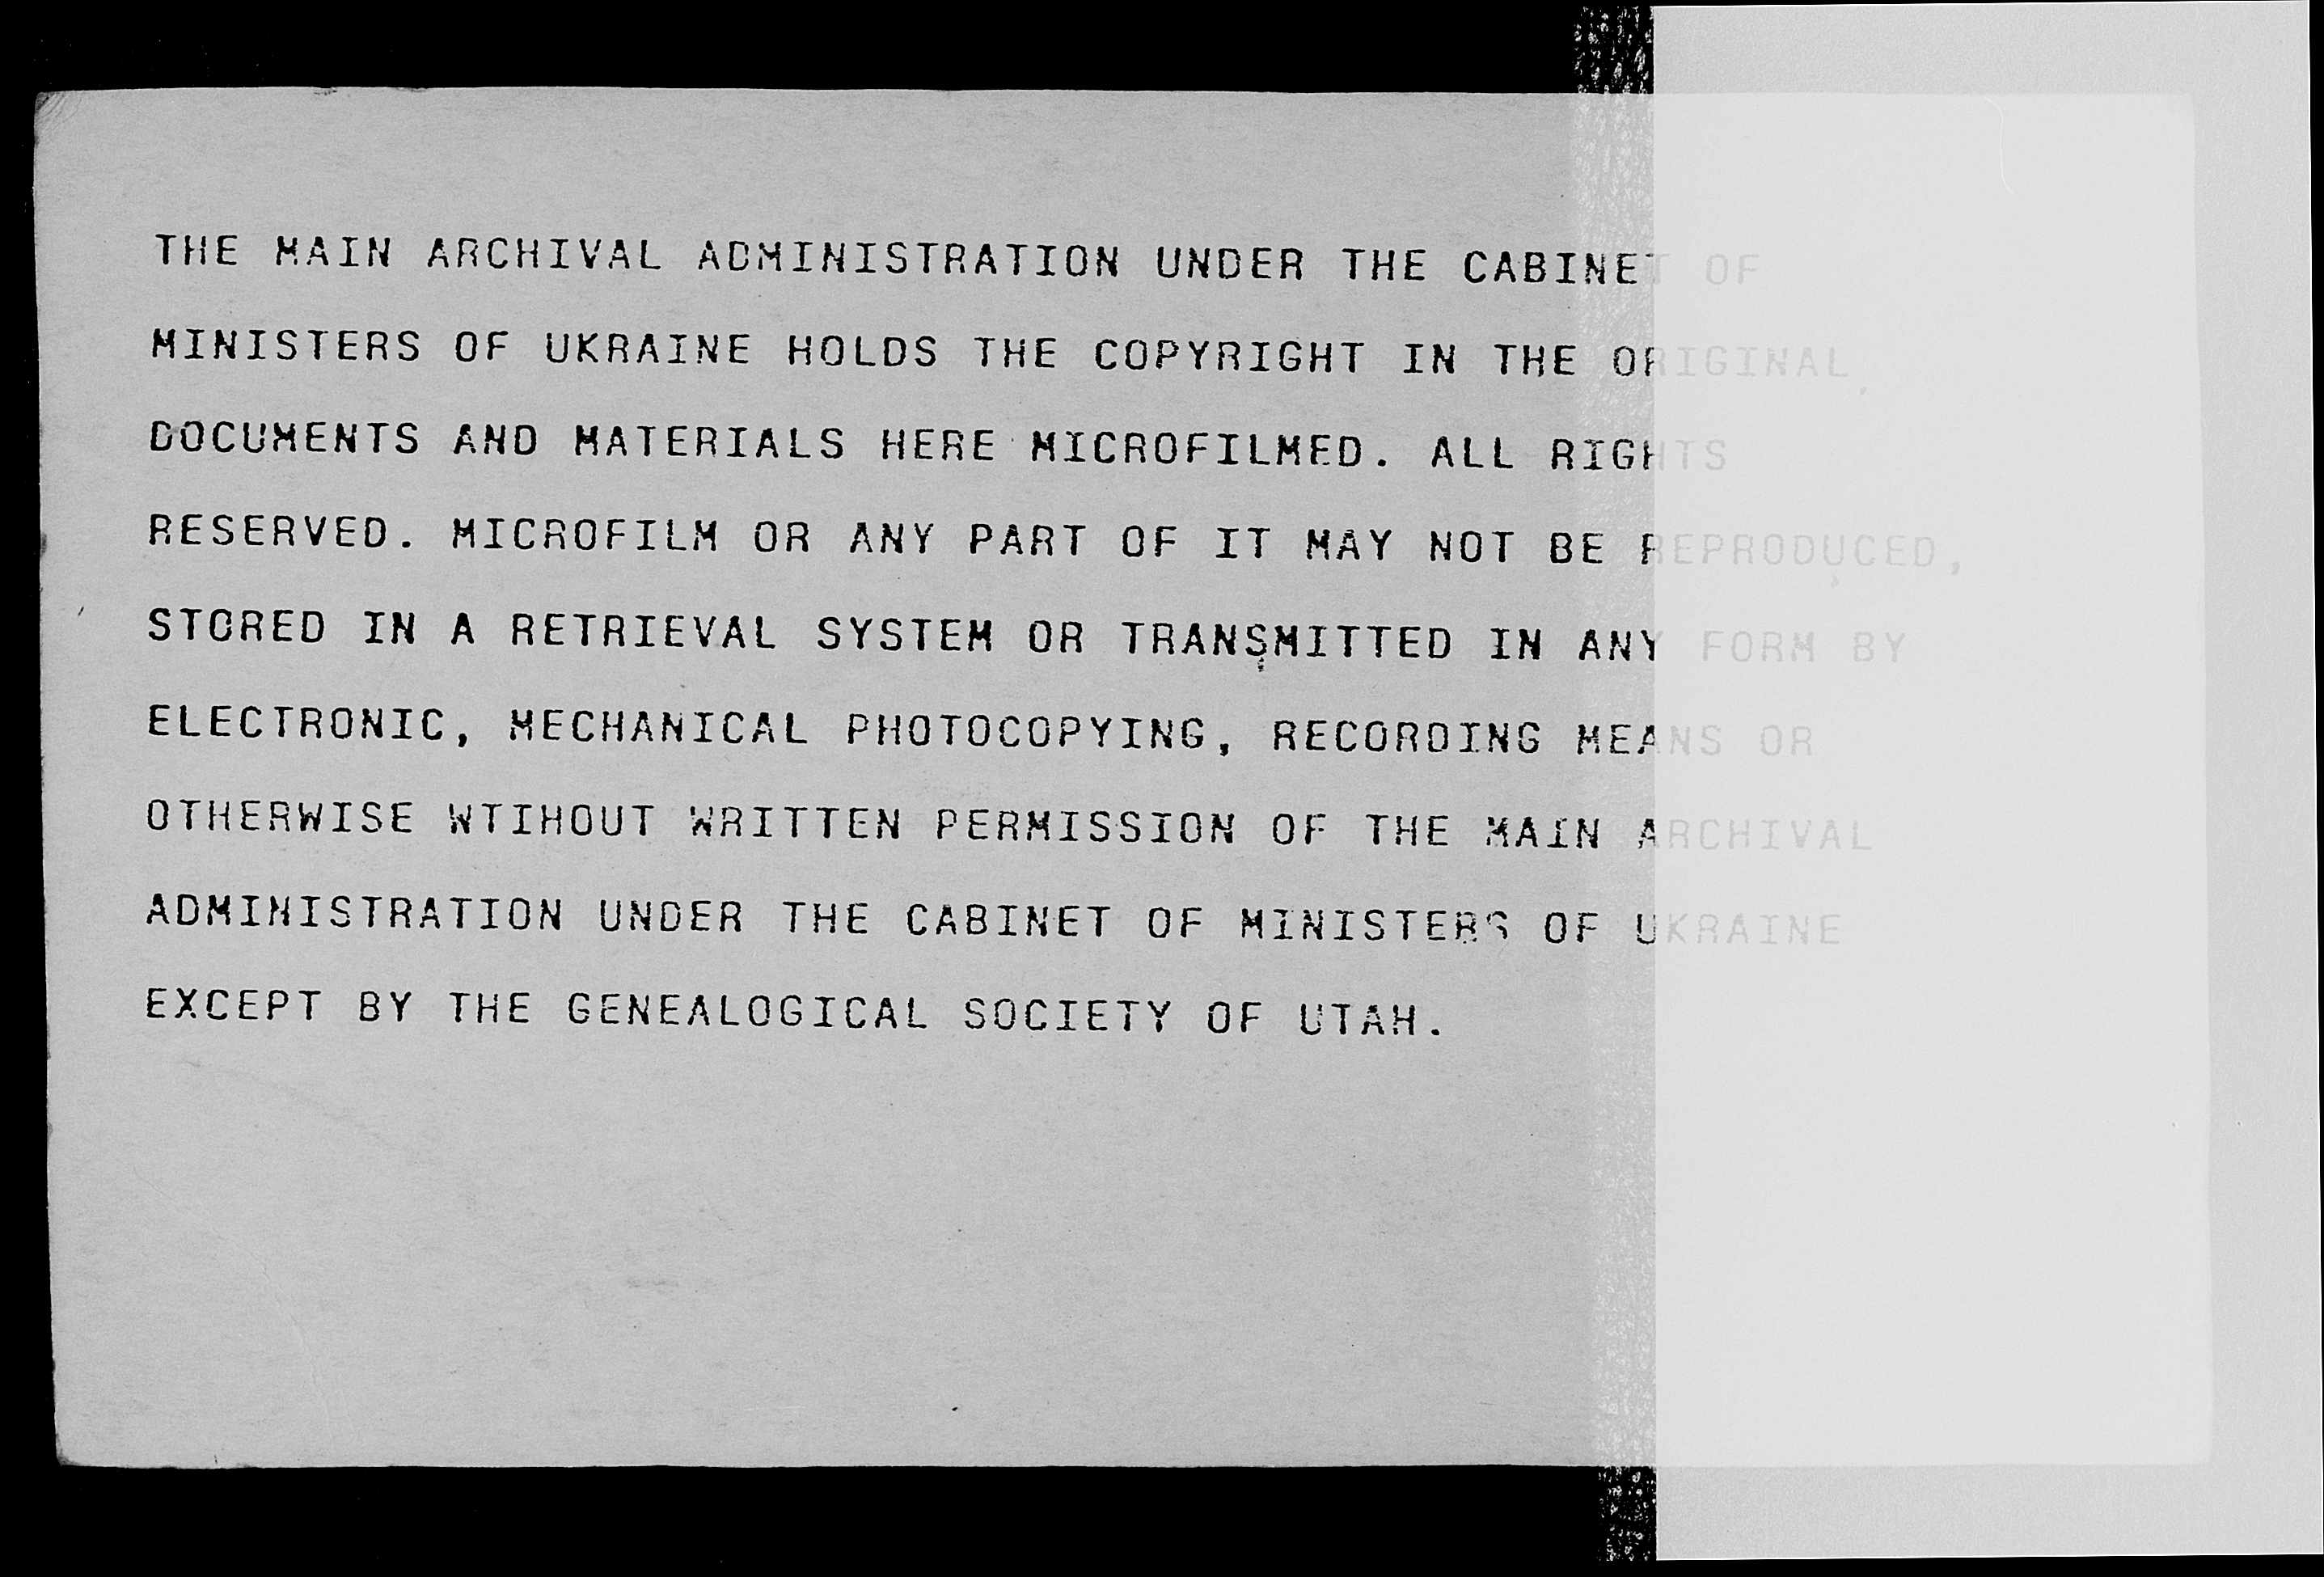 THE MAIN ARCHIVAL ADMINISTRATION UNDER THE CABINET OF
MINISTERS OF UKRAINE HOLDS THE COPYRIGHT IN THE ORIGINAL
DOCUMENTS AND MATERIALS HERE MICROFILMED. ALL RIGHTS
RESERVED. MICROFILM OR ANY PART OF IT MAY NOT BE REPRODUCED,
STORED IN A RETRIEVAL SYSTEM OR TRANSMITTED IN ANY FORM BY
ELECTRONIC, MECHANICAL PHOTOCOPYING, RECORDING MEANS OR
OTHERWISE WTIHOUT WRITTEN PERMISSION OF THE MAIN ARCHIVAL
ADMINISTRATION UNDER THE CABINET OF MINISTERS OF UKRAINE
EXCEPT BY THE GENEALOGICAL SOCIETY OF UTAH.